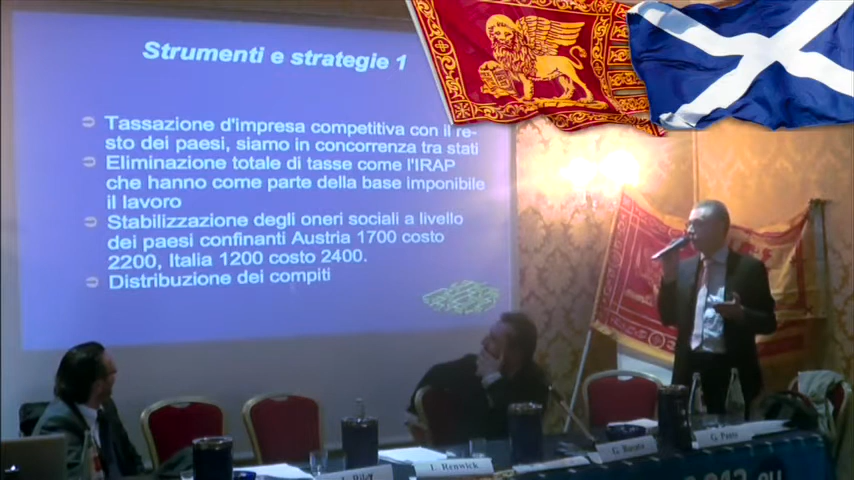 Strumenti e strategie 1
Tassazione d'impresa competitiva con il re-
sto dei paesi, siamo in concorrenza tra stati
Eliminazione totale di tasse come l'IRAP
che hanno come parte della base imponibile
il lavoro
Stabilizzazione degli oneri sociali a livello
dei paesi confinanti Austria 1700 costo
2200, Italia 1200 costo 2400.
Distribuzione dei compiti
L. Renwick